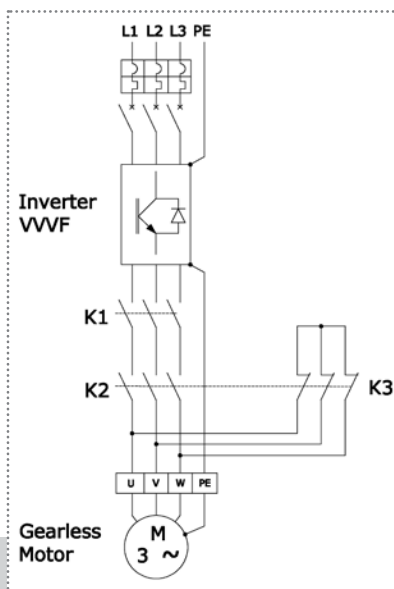 L1 L2 L3 PE
Inverter
VVVF
K1
K2
K3
U V W PE
Gearless
Motor
M
3 ~